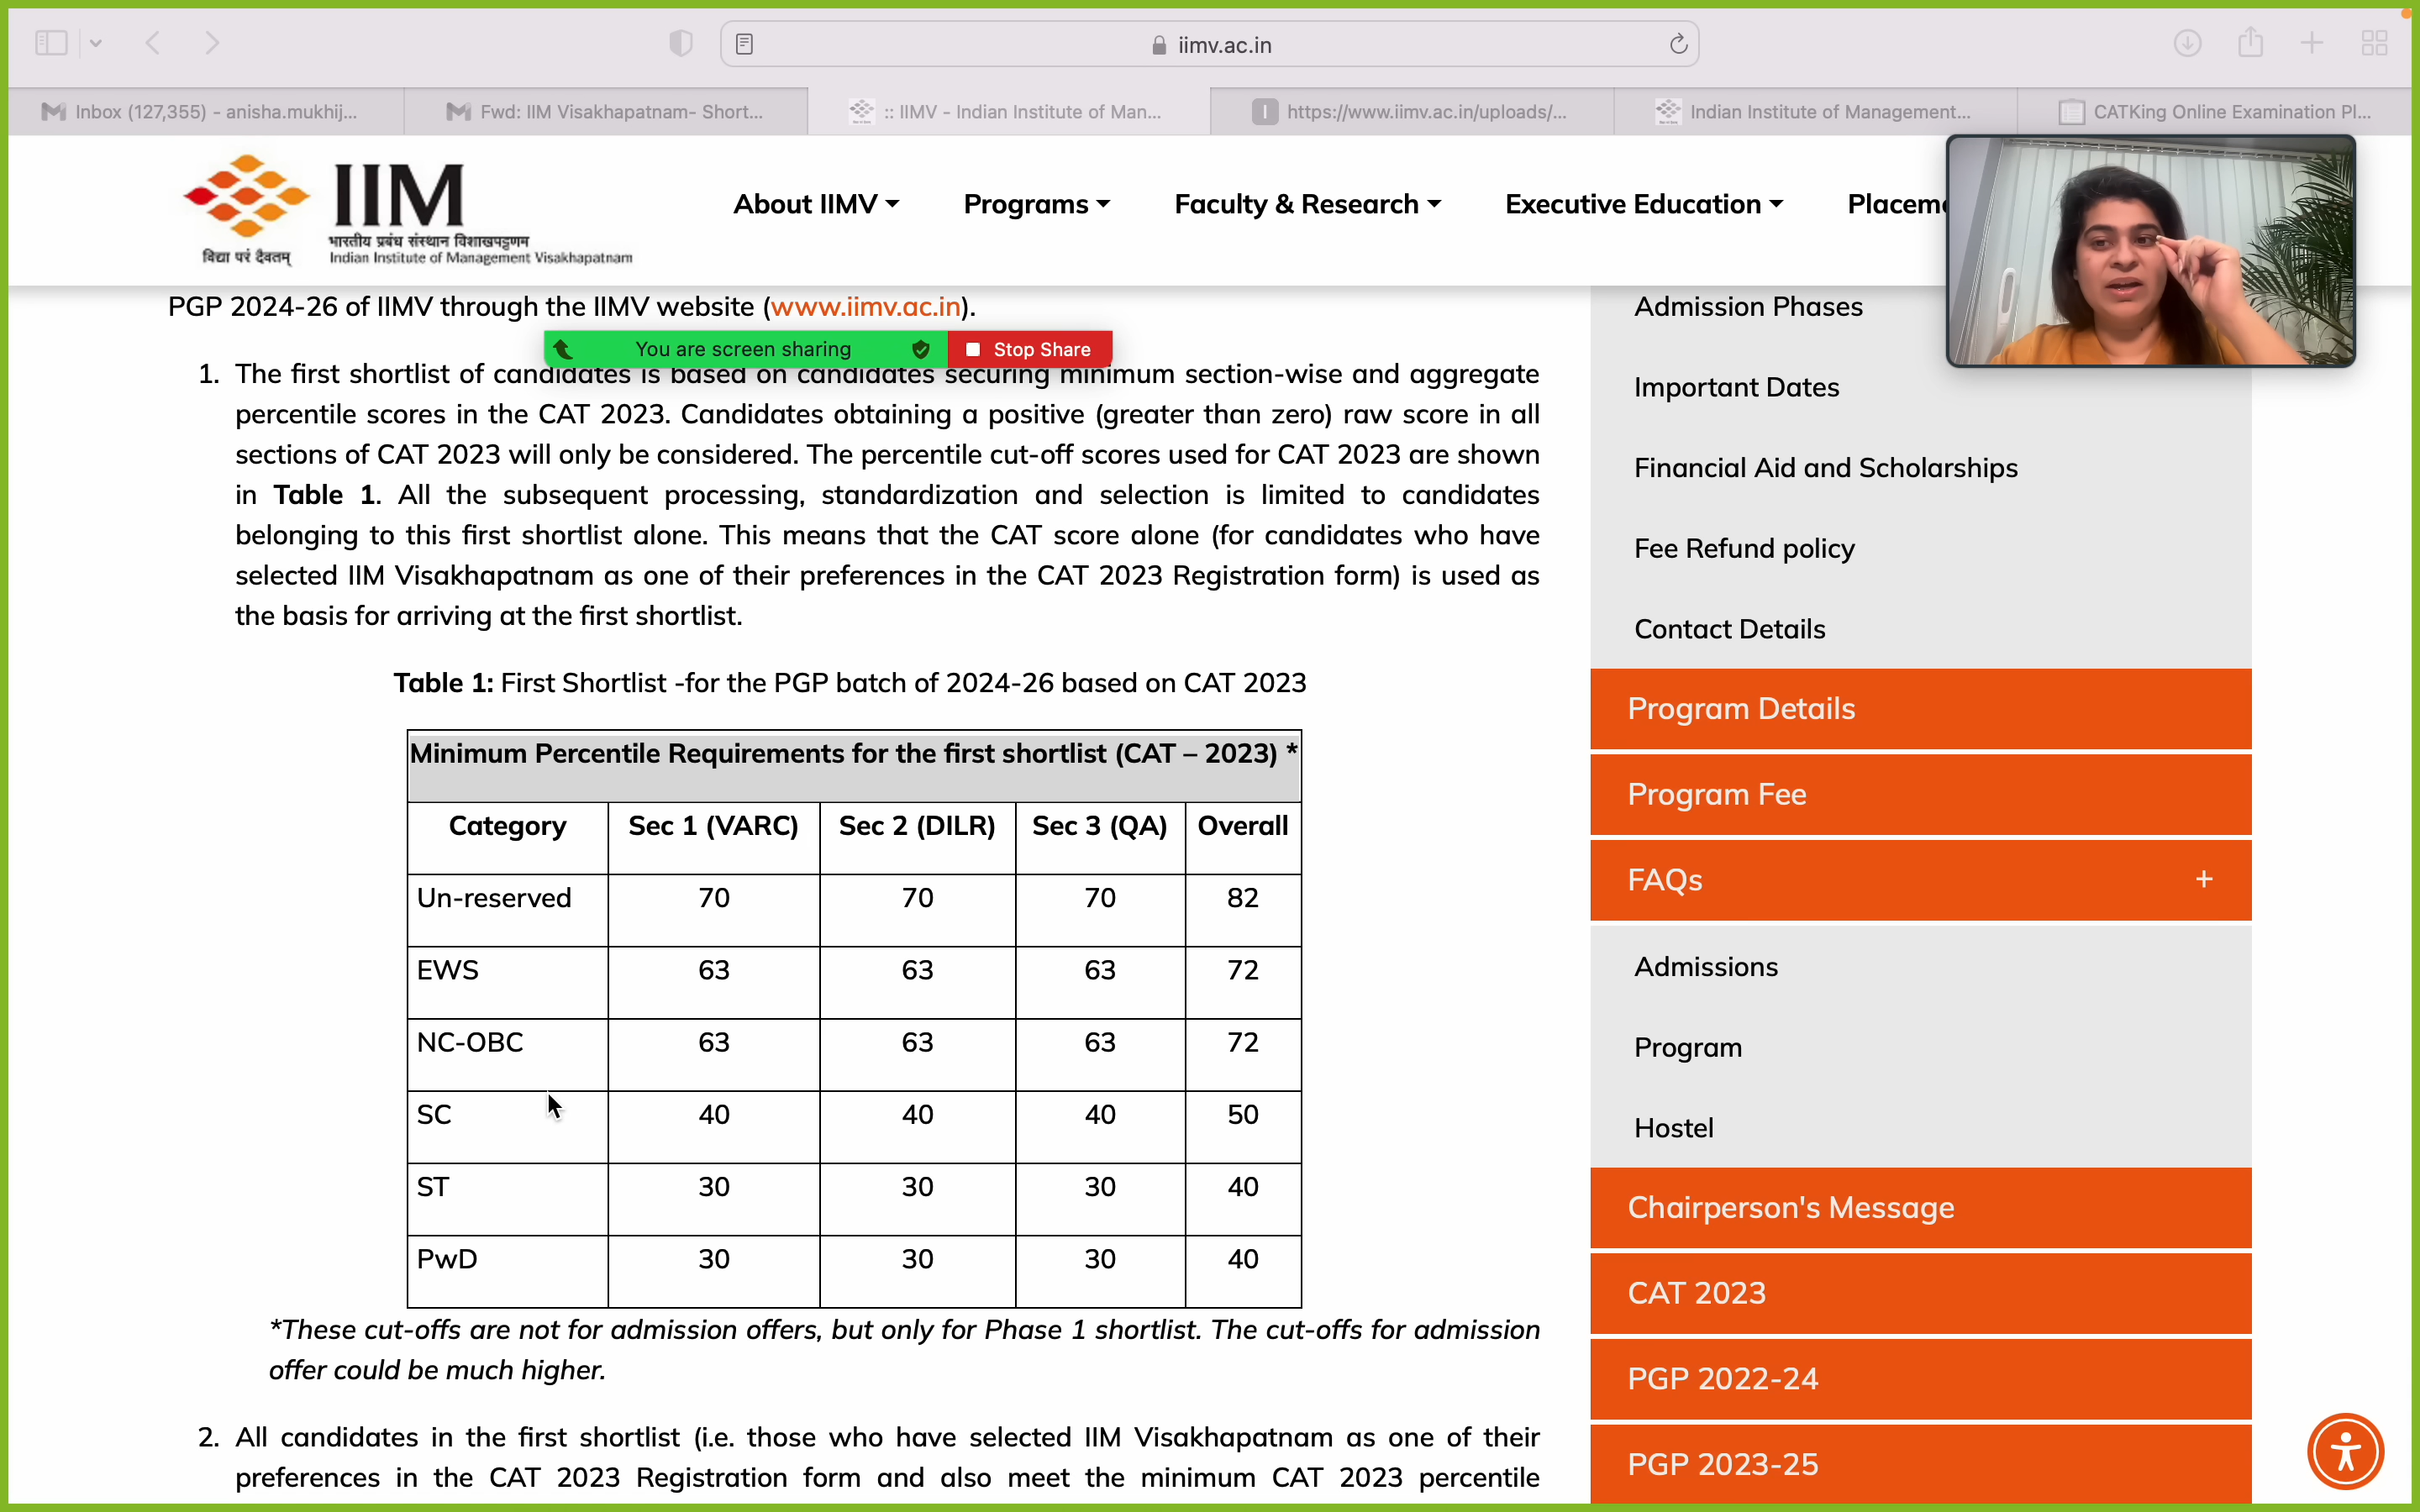 iimv.ac.in
Inbox (127,355) - anisha.mukhij...
Fwd: IIM Visakhapatnam- Short...
:: IIMV - Indian Institute of Man...
I
https://www.iimv.ac.in/uploads/...
Indian Institute of Management...
CATKing Online Examination Pl...
विद्या परं दैवतम्
IIM
भारतीय प्रबंध संस्थान विशाखपट्टणम
Indian Institute of Management Visakhapatnam
About IIMV
Programs
Faculty & Research
Executive Education
Placeme
PGP 2024-26 of IIMV through the IIMV website (www.iimv.ac.in).
You are screen sharing
Stop Share
1. The first shortlist of candidates is based on candidates securing minimum section-wise and aggregate
percentile scores in the CAT 2023. Candidates obtaining a positive (greater than zero) raw score in all
sections of CAT 2023 will only be considered. The percentile cut-off scores used for CAT 2023 are shown
in Table 1. All the subsequent processing, standardization and selection is limited to candidates
belonging to this first shortlist alone. This means that the CAT score alone (for candidates who have
selected IIM Visakhapatnam as one of their preferences in the CAT 2023 Registration form) is used as
the basis for arriving at the first shortlist.
Table 1: First Shortlist -for the PGP batch of 2024-26 based on CAT 2023
Minimum Percentile Requirements for the first shortlist (CAT – 2023) *
Category Sec 1 (VARC) Sec 2 (DILR) Sec 3 (QA) Overall
Un-reserved 70 70 70 82
EWS 63 63 63 72
NC-OBC 63 63 63 72
SC 40 40 40 50
ST 30 30 30 40
PwD 30 30 30 40
*These cut-offs are not for admission offers, but only for Phase 1 shortlist. The cut-offs for admission
offer could be much higher.
2. All candidates in the first shortlist (i.e. those who have selected IIM Visakhapatnam as one of their
preferences in the CAT 2023 Registration form and also meet the minimum CAT 2023 percentile
Admission Phases
Important Dates
Financial Aid and Scholarships
Fee Refund policy
Contact Details
Program Details
Program Fee
FAQs +
Admissions
Program
Hostel
Chairperson's Message
CAT 2023
PGP 2022-24
PGP 2023-25